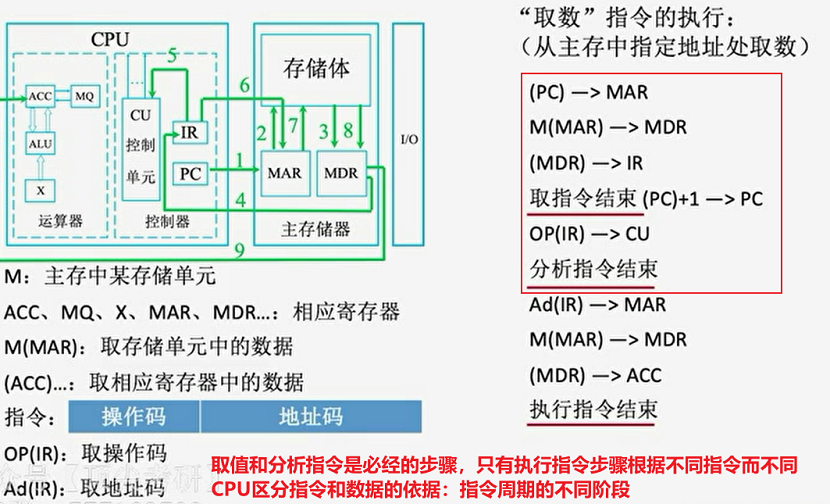 CPU
5
ACC
MQ
ALU
X
运算器
CU
控制
单元
IR
PC
控制器
6
存储体
2
7
3
8
1
MAR
MDR
4
主存储器
I/O
9
M：主存中某存储单元
ACC、MQ、X、MAR、MDR…：相应寄存器
M(MAR)：取存储单元中的数据
(ACC)…：取相应寄存器中的数据
指令：
操作码
地址码
OP(IR)：取操作码
Ad(IR)：取地址码
“取数”指令的执行：
（从主存中指定地址处取数）
(PC) —> MAR
M(MAR) —> MDR
(MDR) —> IR
取指令结束 (PC)+1 —> PC
OP(IR) —> CU
分析指令结束
Ad(IR) —> MAR
M(MAR) —> MDR
(MDR) —> ACC
执行指令结束
取值和分析指令是必经的步骤，只有执行指令步骤根据不同指令而不同
CPU区分指令和数据的依据：指令周期的不同阶段